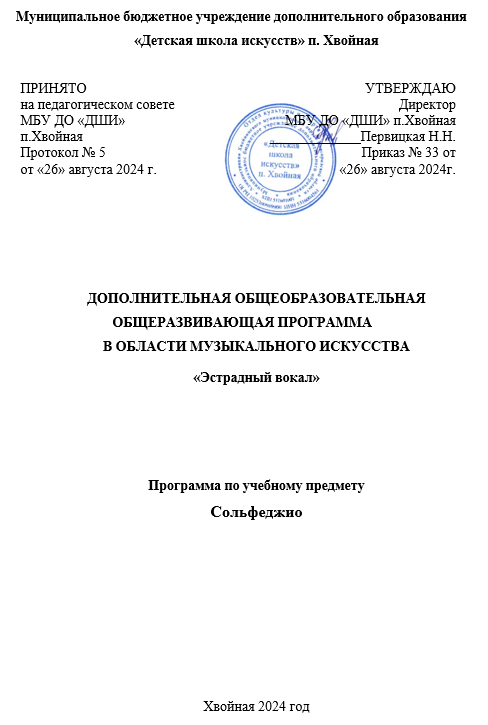 Муниципальное бюджетное учреждение дополнительного образования
«Детская школа искусств» п. Хвойная
ПРИНЯТО
на педагогическом совете
МБУ ДО «ДШИ»
п.Хвойная
Протокол № 5
от «26» августа 2024 г.
УТВЕРЖДАЮ
Директор
МБУ ДО «ДШИ» п.Хвойная
Первицкая Н.Н.
Приказ № 33 от
«26» августа 2024г.
«Детская
школа
искусств»
п. Хвойная
ДОПОЛНИТЕЛЬНАЯ ОБЩЕОБРАЗОВАТЕЛЬНАЯ
ОБЩЕРАЗВИВАЮЩАЯ ПРОГРАММА
В ОБЛАСТИ МУЗЫКАЛЬНОГО ИСКУССТВА
«Эстрадный вокал»
Программа по учебному предмету
Сольфеджио
Хвойная 2024 год